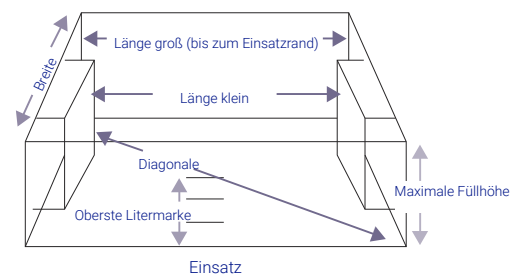 Länge groß (bis zum Einsatzrand)
Breite
Länge klein
Diagonale
Maximale Füllhöhe
Oberste Litermarke
Einsatz